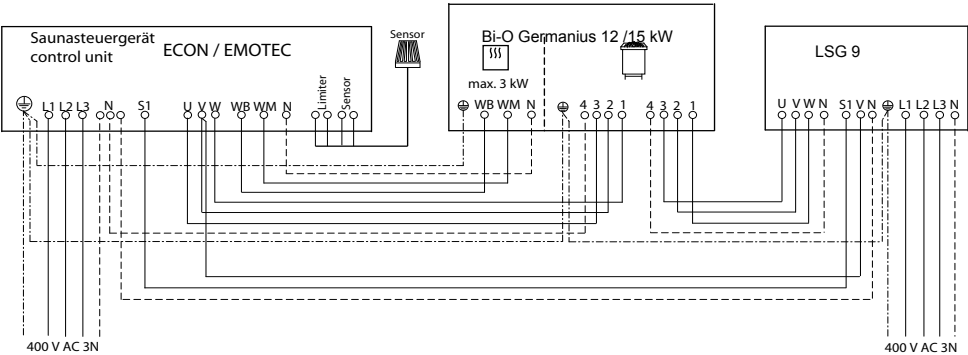 Saunasteuergerät
control unit
ECON / EMOTEC
Sensor
Bi-O Germanius 12 /15 kW
max. 3 kW
LSG 9
L1 L2 L3 N S1 U V W WB WM N Limiter Sensor
WB WM N 4 3 2 1 4 3 2 1
U V W N S1 V N L1 L2 L3 N
400 V AC 3N
400 V AC 3N